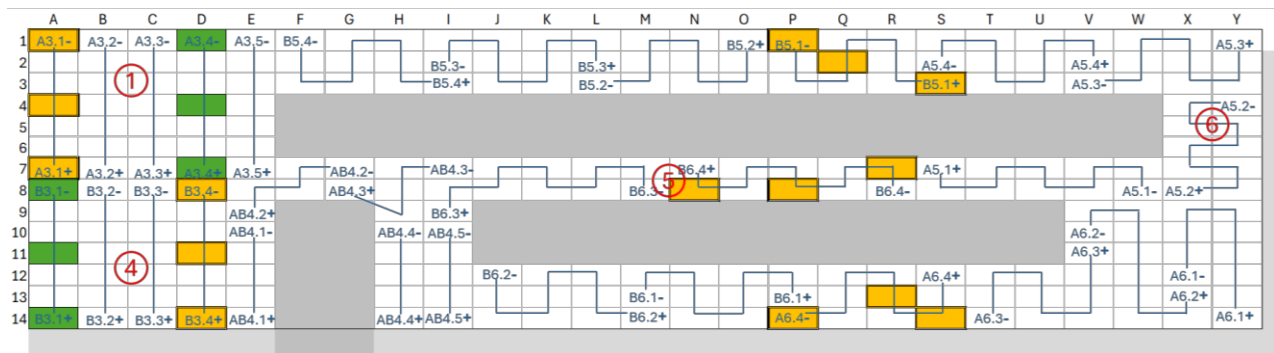 A B C D E F G H I J K L M N O P Q R S T U V W X Y
1 A3.1- A3.2- A3.3- A3.4- A3.5- B5.4- B5.2+ B5.1- A5.3+
2 B5.3- B5.3+ A5.4- A5.4+
① 
3 B5.4+ B5.2- B5.1+ A5.3-
4 A5.2-
5 ⑥
6
7 A3.1+ A3.2+ A3.3+ A3.4+ A3.5+ AB4.2- AB4.3- B6.4+ A5.1+
⑤
8 B3.1- B3.2- B3.3- B3.4- AB4.3+ B6.3- B6.4- A5.1- A5.2+
9 AB4.2+ B6.3+
10 AB4.1- AB4.4- AB4.5- A6.2-
11 A6.3+
④
12 B6.2- A6.4+ A6.1-
13 B6.1- B6.1+ A6.2+
14 B3.1+ B3.2+ B3.3+ B3.4+ AB4.1+ AB4.4+ AB4.5+ B6.2+ A6.4- A6.3- A6.1+